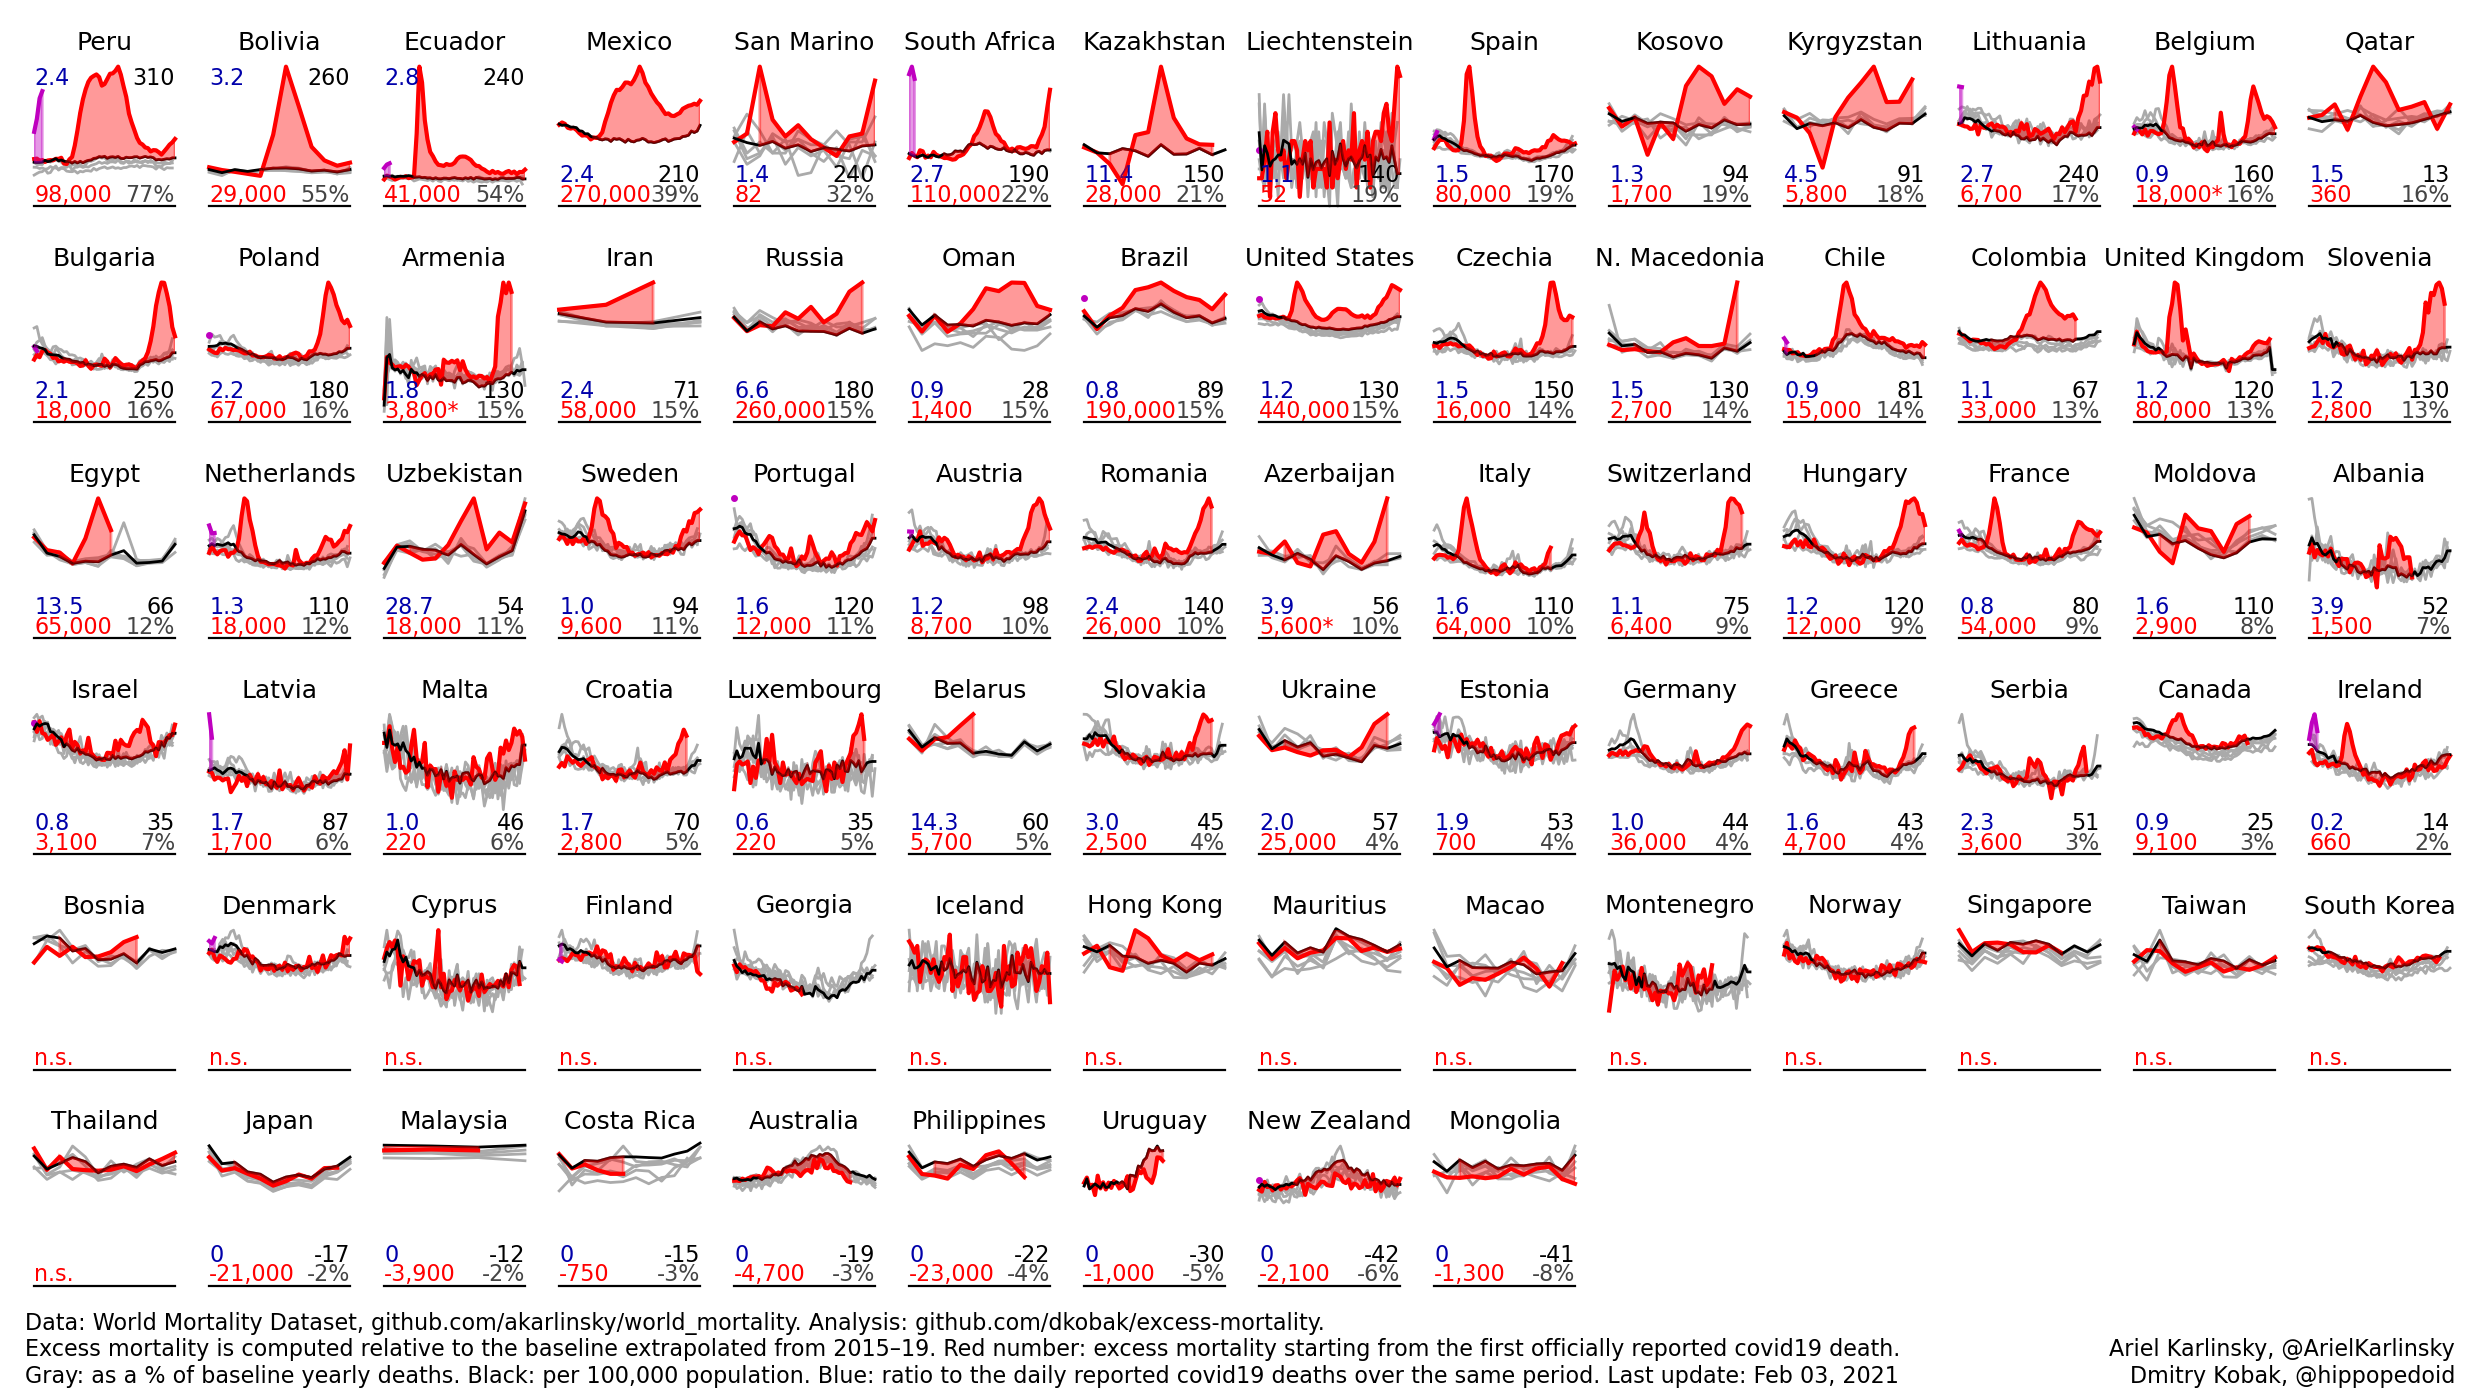 Peru Bolivia Ecuador Mexico San Marino South Africa Kazakhstan Liechtenstein Spain Kosovo Kyrgyzstan Lithuania Belgium Qatar
2.4 310 3.2 260 2.8 240
2.4 210 1.4 240 2.7 190 11.4 150 1.1 140 1.5 170 1.3 94 4.5 91 2.7 240 0.9 160 1.5 13
98,000 77% 29,000 55% 41,000 54% 270,000 39% 82 32% 110,000 22% 28,000 21% 52 19% 80,000 19% 1,700 19% 5,800 18% 6,700 17% 18,000* 16% 360 16%
Bulgaria Poland Armenia Iran Russia Oman Brazil United States Czechia N. Macedonia Chile Colombia United Kingdom Slovenia
2.1 250 2.2 180 1.8 130 2.4 71 6.6 180 0.9 28 0.8 89 1.2 130 1.5 150 1.5 130 0.9 81 1.1 67 1.2 120 1.2 130
18,000 16% 67,000 16% 3,800* 15% 58,000 15% 260,000 15% 1,400 15% 190,000 15% 440,000 15% 16,000 14% 2,700 14% 15,000 14% 33,000 13% 80,000 13% 2,800 13%
Egypt Netherlands Uzbekistan Sweden Portugal Austria Romania Azerbaijan Italy Switzerland Hungary France Moldova Albania
13.5 66 1.3 110 28.7 54 1.0 94 1.6 120 1.2 98 2.4 140 3.9 56 1.6 110 1.1 75 1.2 120 0.8 80 1.6 110 3.9 52
65,000 12% 18,000 12% 18,000 11% 9,600 11% 12,000 11% 8,700 10% 26,000 10% 5,600* 10% 64,000 10% 6,400 9% 12,000 9% 54,000 9% 2,900 8% 1,500 7%
Israel Latvia Malta Croatia Luxembourg Belarus Slovakia Ukraine Estonia Germany Greece Serbia Canada Ireland
0.8 35 1.7 87 1.0 46 1.7 70 0.6 35 14.3 60 3.0 45 2.0 57 1.9 53 1.0 44 1.6 43 2.3 51 0.9 25 0.2 14
3,100 7% 1,700 6% 220 6% 2,800 5% 220 5% 5,700 5% 2,500 4% 25,000 4% 700 4% 36,000 4% 4,700 4% 3,600 3% 9,100 3% 660 2%
Bosnia Denmark Cyprus Finland Georgia Iceland Hong Kong Mauritius Macao Montenegro Norway Singapore Taiwan South Korea
n.s. n.s. n.s. n.s. n.s. n.s. n.s. n.s. n.s. n.s. n.s. n.s. n.s. n.s.
Thailand Japan Malaysia Costa Rica Australia Philippines Uruguay New Zealand Mongolia
0 -17 0 -12 0 -15 0 -19 0 -22 0 -30 0 -42 0 -41
n.s. -21,000 -2% -3,900 -2% -750 -3% -4,700 -3% -23,000 -4% -1,000 -5% -2,100 -6% -1,300 -8%
Data: World Mortality Dataset, github.com/akarlinsky/world_mortality. Analysis: github.com/dkobak/excess-mortality.
Excess mortality is computed relative to the baseline extrapolated from 2015–19. Red number: excess mortality starting from the first officially reported covid19 death.
Gray: as a % of baseline yearly deaths. Black: per 100,000 population. Blue: ratio to the daily reported covid19 deaths over the same period. Last update: Feb 03, 2021
Ariel Karlinsky, @ArielKarlinsky
Dmitry Kobak, @hippopedoid